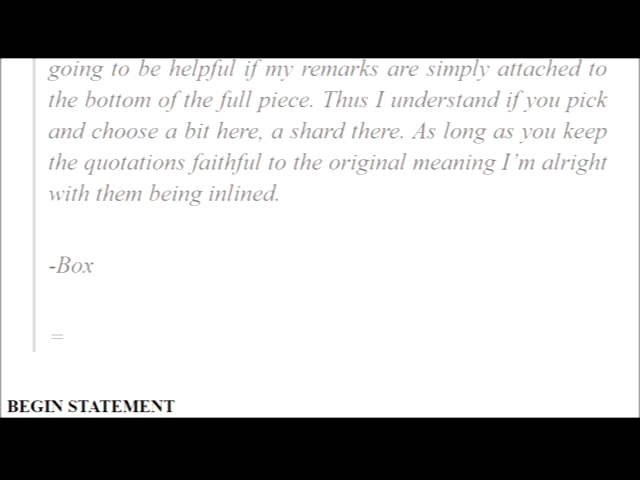 going to be helpful if my remarks are simply attached to
the bottom of the full piece. Thus I understand if you pick
and choose a bit here, a shard there. As long as you keep
the quotations faithful to the original meaning I’m alright
with them being inlined.
-Box
=
BEGIN STATEMENT